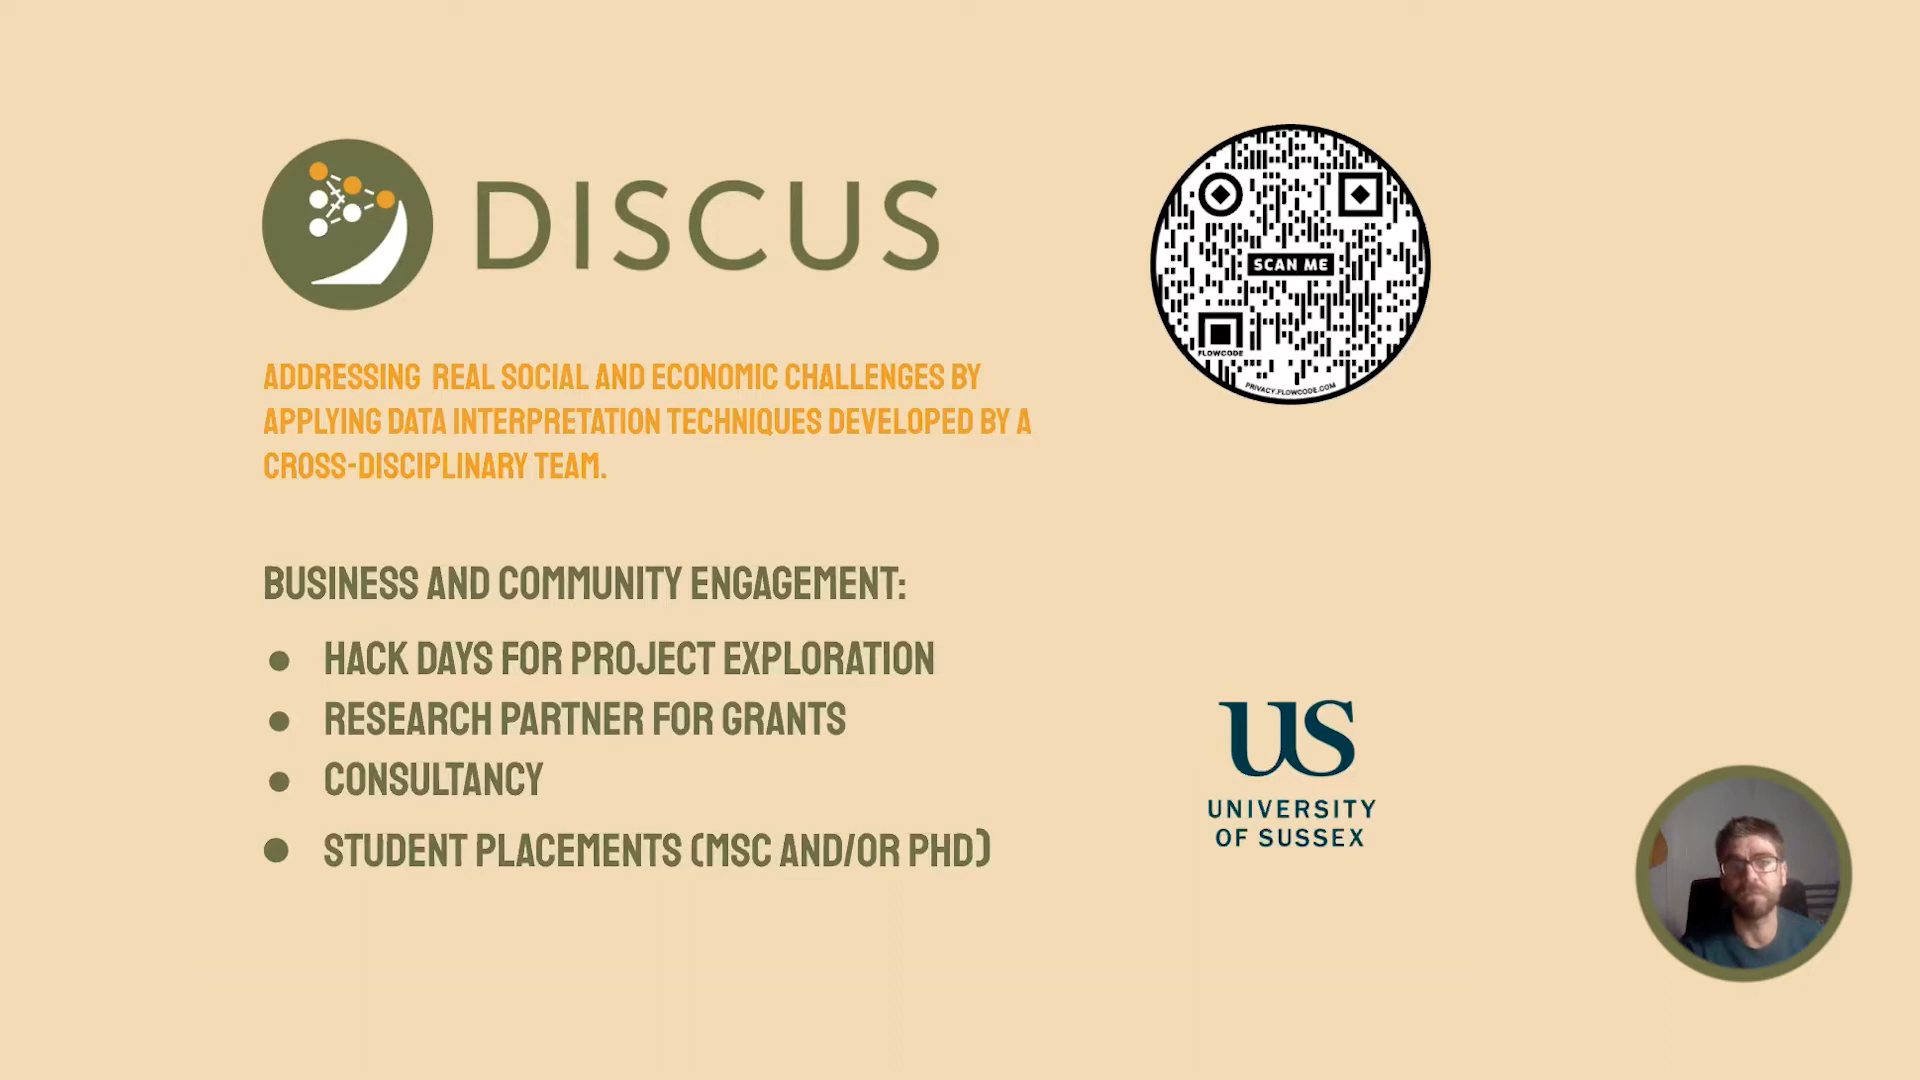 DISCUS
SCAN ME
FLOWCODE
PRIVACY.FLOWCODE.COM
ADDRESSING REAL SOCIAL AND ECONOMIC CHALLENGES BY
APPLYING DATA INTERPRETATION TECHNIQUES DEVELOPED BY A
CROSS-DISCIPLINARY TEAM.
BUSINESS AND COMMUNITY ENGAGEMENT:
● HACK DAYS FOR PROJECT EXPLORATION
● RESEARCH PARTNER FOR GRANTS
● CONSULTANCY
● STUDENT PLACEMENTS (MSC AND/OR PHD)
US
UNIVERSITY
OF SUSSEX